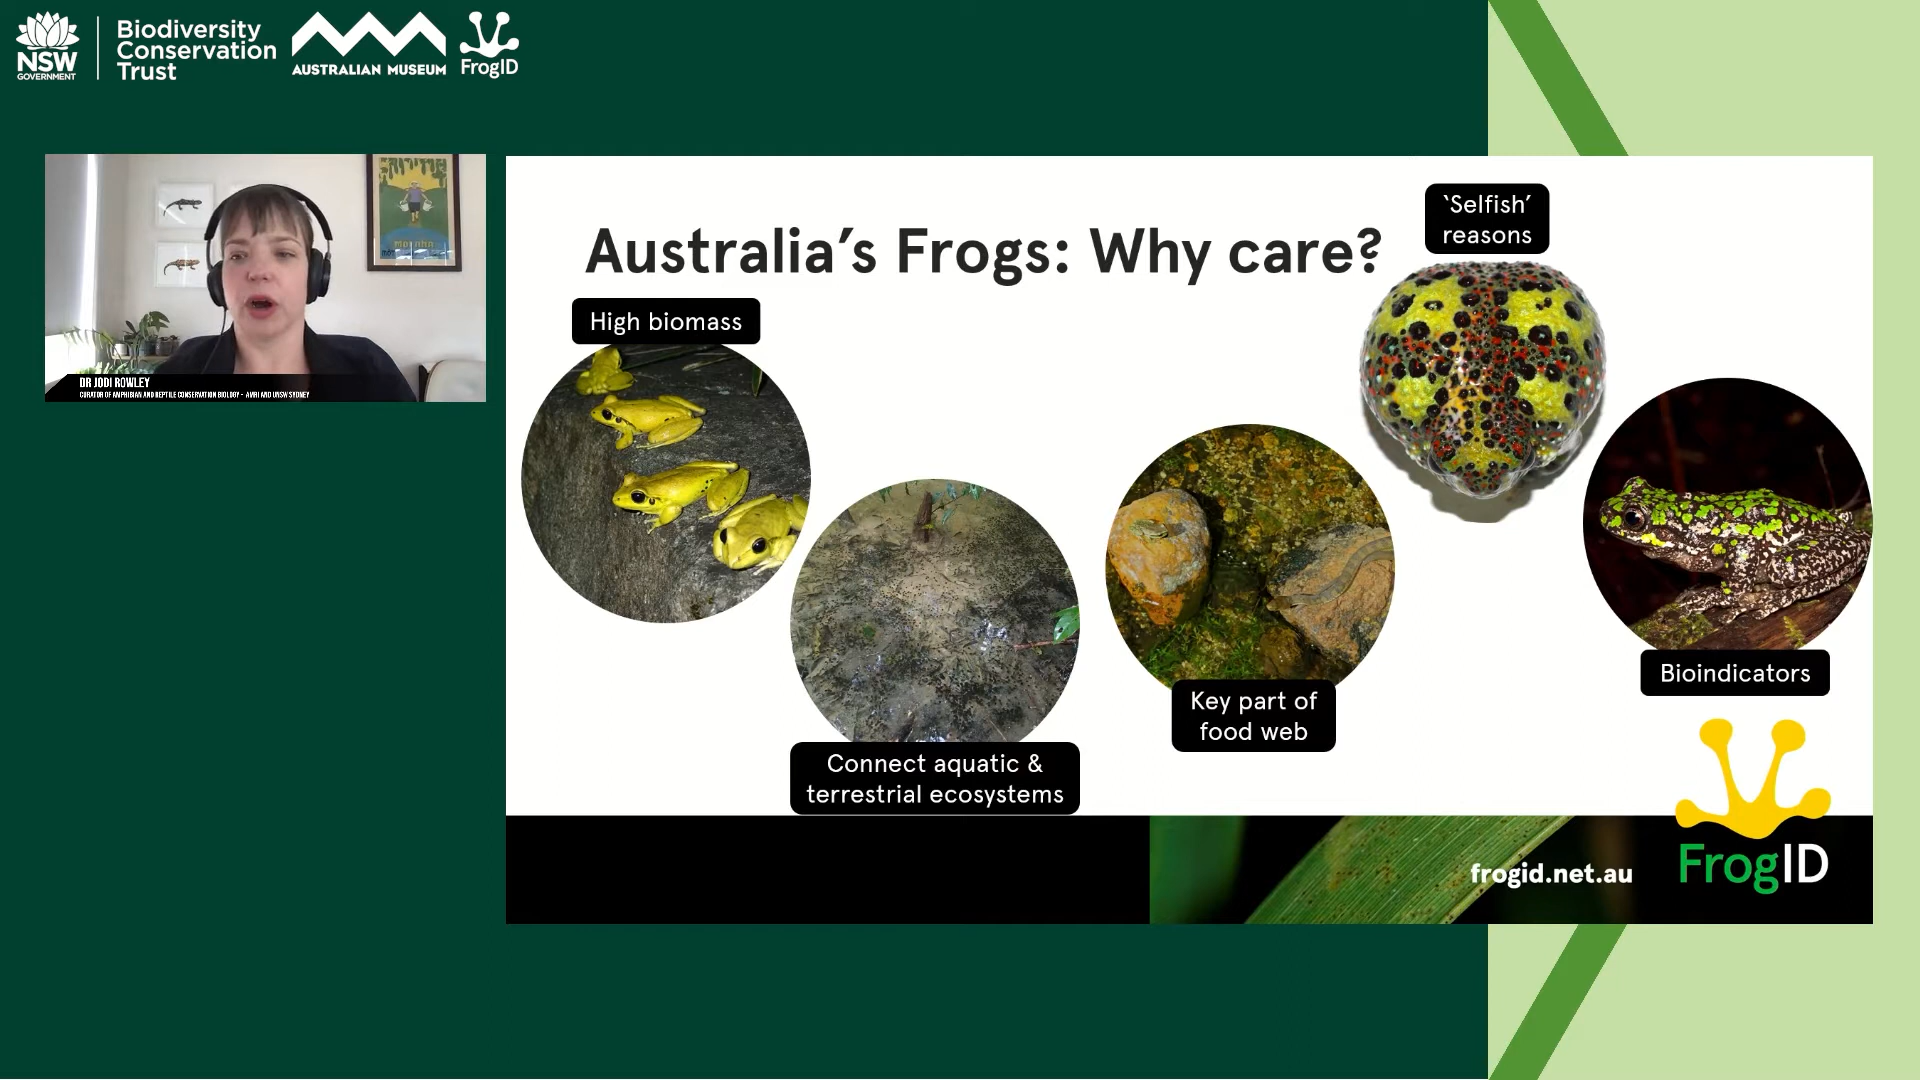 NSW
GOVERNMENT
Biodiversity
Conservation
Trust
AUSTRALIAN MUSEUM
FrogID
DR JODI ROWLEY
CURATOR OF AMPHIBIAN AND REPTILE CONSERVATION BIOLOGY - AMRI AND UNSW SYDNEY
Australia’s Frogs: Why care?
‘Selfish’
reasons
High biomass
Connect aquatic &
terrestrial ecosystems
Key part of
food web
Bioindicators
frogid.net.au
FrogID